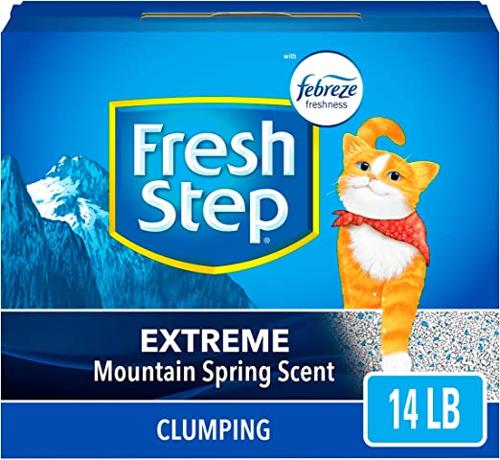 with
febreze
freshness
Fresh
Step®
EXTREME
Mountain Spring Scent
CLUMPING
14 LB